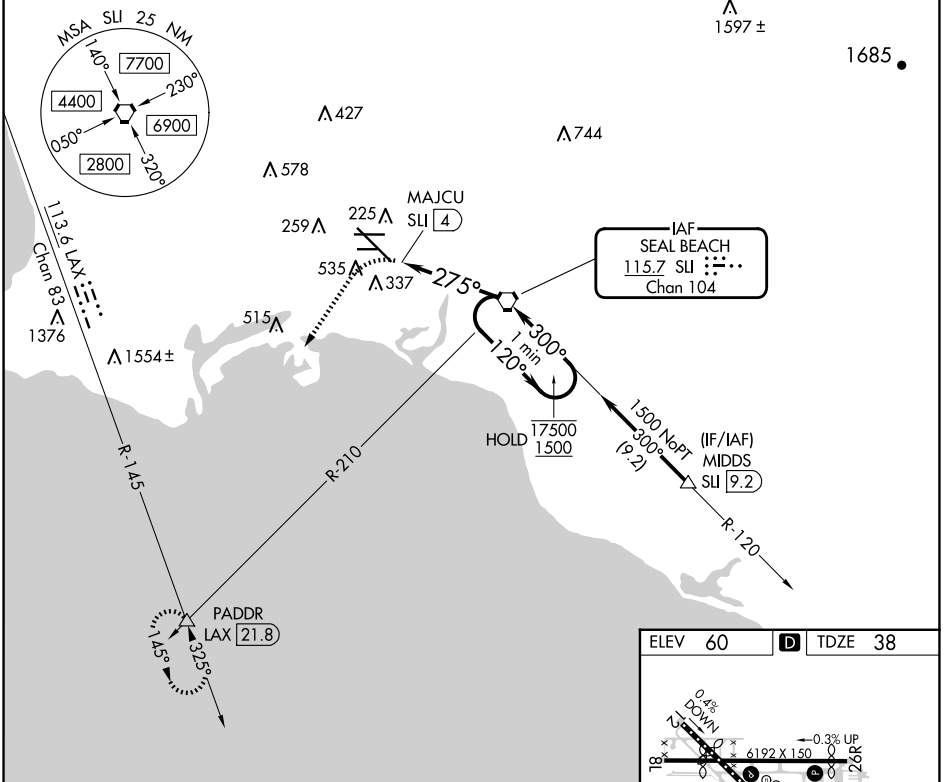 MSA SLI 25 NM
140°
7700
230°
4400
6900
050°
2800
320°
1597 ±
1685
427
744
578
259
225
MAJCU
SLI 4
535
337
275°
IAF
SEAL BEACH
115.7 SLI
Chan 104
113.6 LAX
Chan 83
1376
1554 ±
515
300°
1 min
120°
HOLD 17500
1500
1500 NoPT
300°
(9.2)
(IF/IAF)
MIDDS
SLI 9.2
R-145
R-210
R-120
PADDR
LAX 21.8
145°
325°
ELEV 60 D TDZE 38
0.4%
DOWN
12
0.3% UP
6192 X 150
8L
26R
P
P